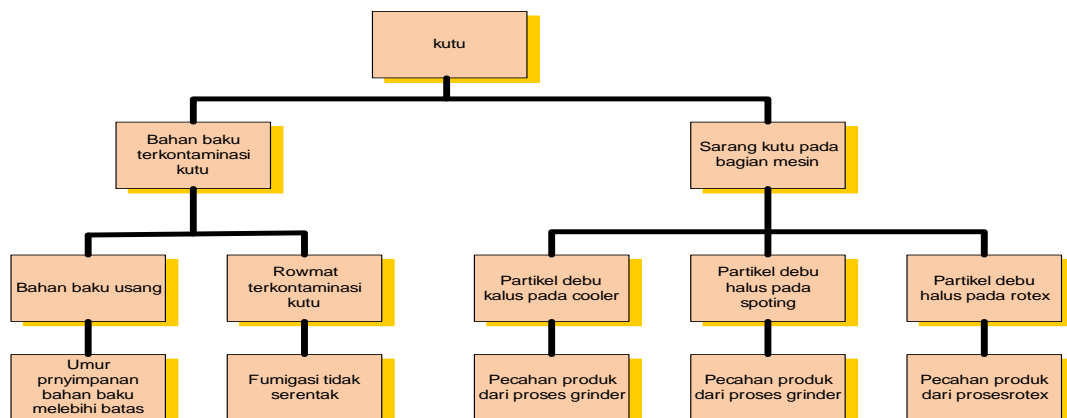 kutu
Bahan baku
terkontaminasi
kutu
Sarang kutu pada
bagian mesin
Bahan baku usang
Rowmat
terkontaminasi
kutu
Partikel debu
kalus pada cooler
Partikel debu
halus pada
spoting
Partikel debu
halus pada rotex
Umur
prnyimpanan
bahan baku
melebihi batas
Fumigasi tidak
serentak
Pecahan produk
dari proses grinder
Pecahan produk
dari proses grinder
Pecahan produk
dari prosesrotex